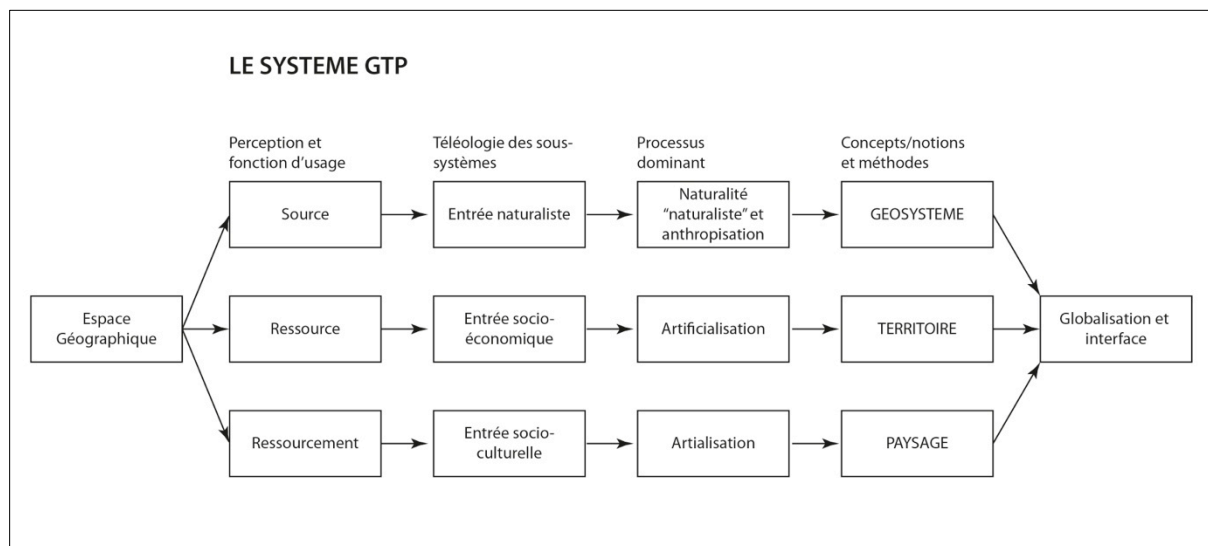 LE SYSTEME GTP
Perception et
fonction d’usage
Téléologie des sous-
systèmes
Processus
dominant
Concepts/notions
et méthodes
Source
Entrée naturaliste
Naturalité
“naturaliste” et
anthropisation
GEOSYSTEME
Espace
Géographique
Ressource
Entrée socio-
économique
Artificialisation
TERRITOIRE
Globalisation et
interface
Ressourcement
Entrée socio-
culturelle
Artialisation
PAYSAGE